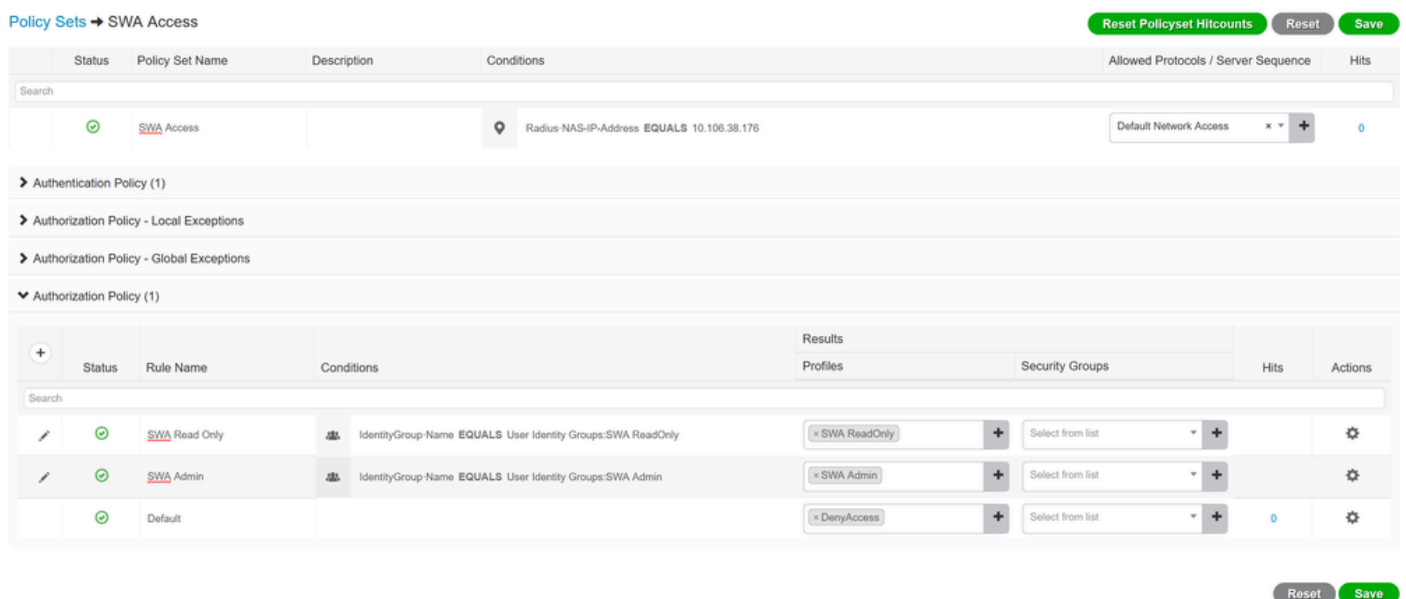 Policy Sets → SWA Access
Reset Policyset Hitcounts Reset Save
Status Policy Set Name Description Conditions Allowed Protocols / Server Sequence Hits
Search
SWA Access Radius·NAS-IP-Address EQUALS 10.106.38.176 Default Network Access × + 0
Authentication Policy (1)
Authorization Policy - Local Exceptions
Authorization Policy - Global Exceptions
Authorization Policy (1)
Results
+ Status Rule Name Conditions Profiles Security Groups Hits Actions
Search
SWA Read Only IdentityGroup·Name EQUALS User Identity Groups:SWA ReadOnly × SWA ReadOnly + Select from list +
SWA Admin IdentityGroup·Name EQUALS User Identity Groups:SWA Admin × SWA Admin + Select from list +
Default × DenyAccess + Select from list + 0
Reset Save